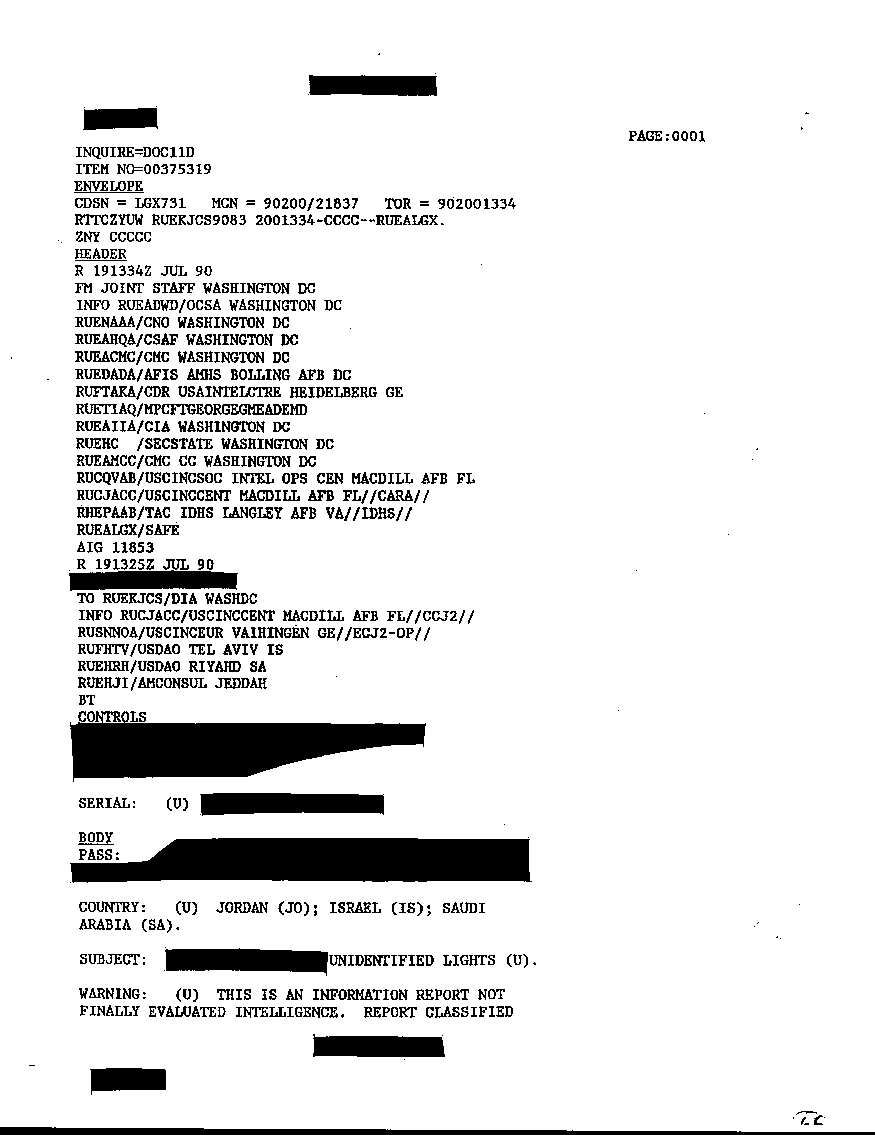 PAGE:0001
INQUIRE=DOC11D
ITEM NO=00375319
ENVELOPE
CDSN = LGX731 MCN = 90200/21837 TOR = 902001334
RTTCZYUW RUEKJCS9083 2001334-CCCC--RUEALGX.
ZNY CCCCC
HEADER
R 191334Z JUL 90
FM JOINT STAFF WASHINGTON DC
INFO RUEADWD/OCSA WASHINGTON DC
RUENAAA/CNO WASHINGTON DC
RUEAHQA/CSAF WASHINGTON DC
RUEACMC/CMC WASHINGTON DC
RUEDADA/AFIS AMHS BOLLING AFB DC
RUFTAKA/CDR USAINTELCTRE HEIDELBERG GE
RUETIAQ/MPCFTGEORGEGMEADEMD
RUEAIIA/CIA WASHINGTON DC
RUEHC /SECSTATE WASHINGTON DC
RUEAMCC/CMC CC WASHINGTON DC
RUCQVAB/USCINCSOC INTEL OPS CEN MACDILL AFB FL
RUCJACC/USCINCCENT MACDILL AFB FL//CARA//
RHEPAAB/TAC IDHS LANGLEY AFB VA//IDHS//
RUEALGX/SAFE
AIG 11853
R 191325Z JUL 90
TO RUEKJCS/DIA WASHDC
INFO RUCJACC/USCINCCENT MACDILL AFB FL//CCJ2//
RUSNNOA/USCINCEUR VAIHINGEN GE//ECJ2-OP//
RUFHTV/USDAO TEL AVIV IS
RUEHRH/USDAO RIYAHD SA
RUEHJI/AMCONSUL JEDDAH
BT
CONTROLS
SERIAL: (U)
BODY
PASS:
COUNTRY: (U) JORDAN (JO); ISRAEL (IS); SAUDI
ARABIA (SA).
SUBJECT: UNIDENTIFIED LIGHTS (U).
WARNING: (U) THIS IS AN INFORMATION REPORT NOT
FINALLY EVALUATED INTELLIGENCE. REPORT CLASSIFIED